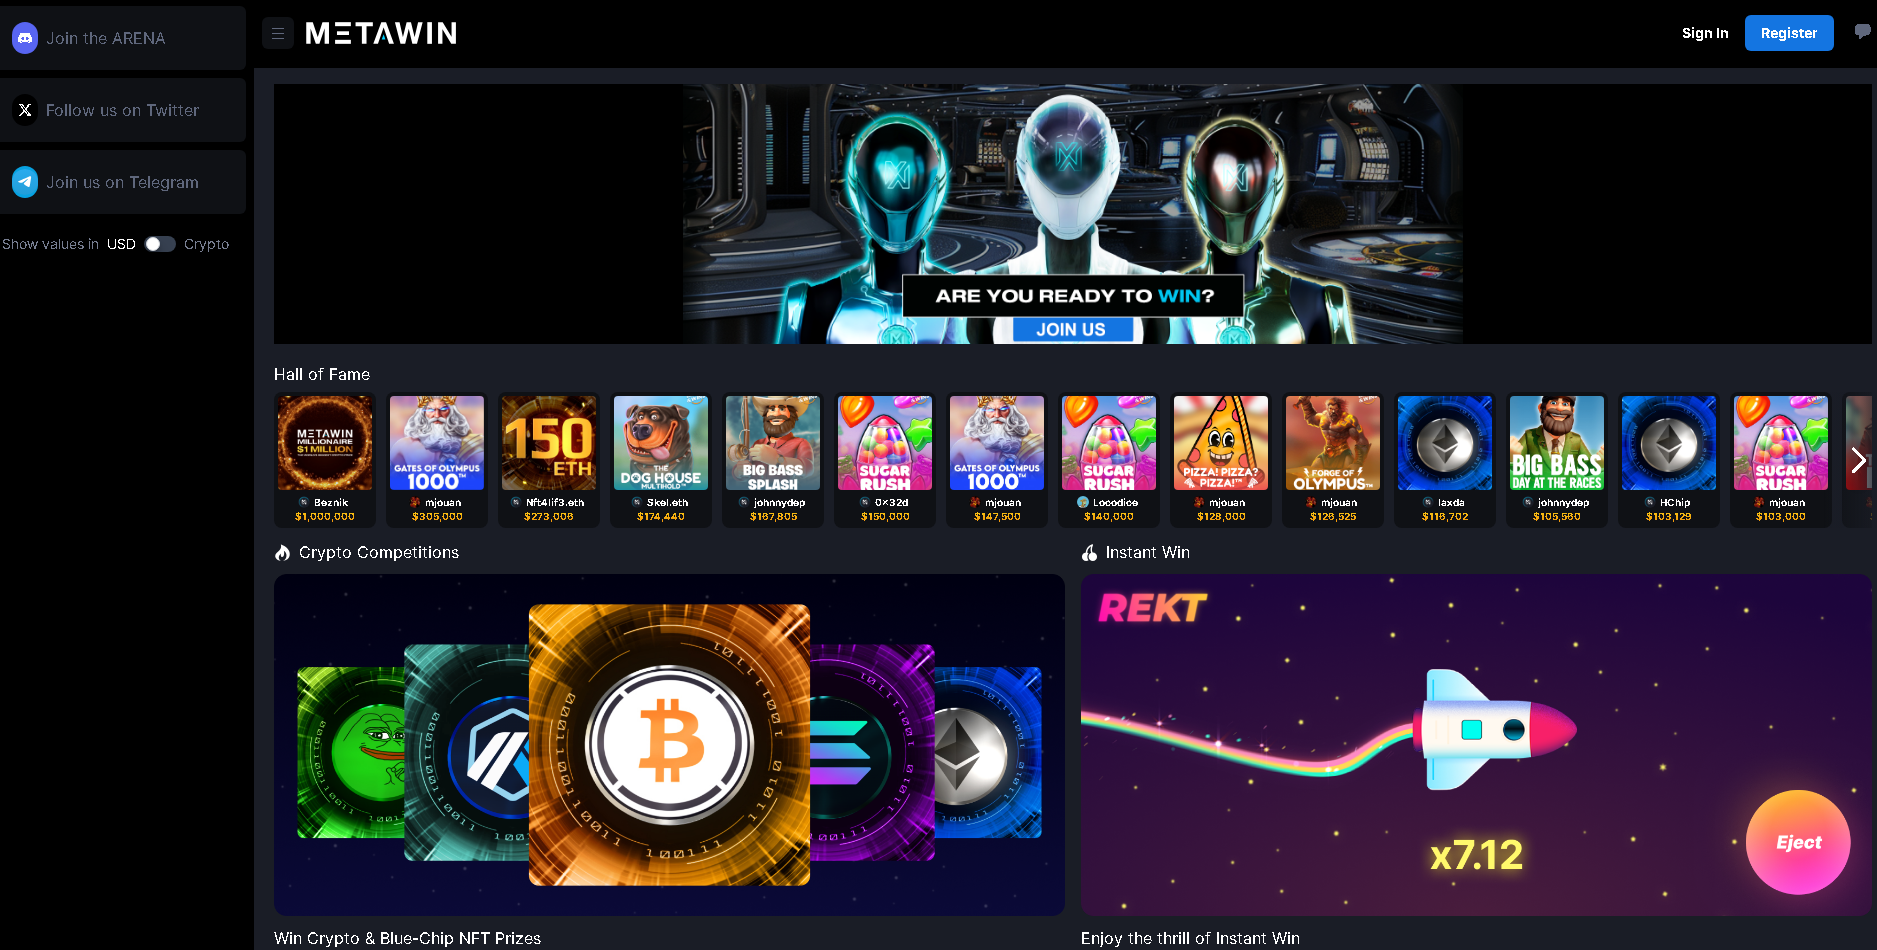 Join the ARENA
Follow us on Twitter
Join us on Telegram
Show values in USD Crypto
METAWIN
Sign In
Register
ARE YOU READY TO WIN?
JOIN US
Hall of Fame
METAWIN
MILLIONAIRE
$1 MILLION
Beznik
$1,000,000
GATES OF OLYMPUS
1000
mjouan
$305,000
150
ETH
Nft4lif3.eth
$273,006
THE
DOG HOUSE
MULTIHOLD
Skel.eth
$174,440
BIG BASS
SPLASH
johnnydep
$167,805
SUGAR
RUSH
0x32d
$150,000
GATES OF OLYMPUS
1000
mjouan
$147,500
SUGAR
RUSH
Locodice
$140,000
PIZZA! PIZZA?
PIZZA!
mjouan
$128,000
FORGE OF
OLYMPUS
mjouan
$126,525
laxda
$116,702
BIG BASS
DAY AT THE RACES
johnnydep
$105,560
HChip
$103,129
SUGAR
RUSH
mjouan
$103,000
Crypto Competitions
Instant Win
REKT
x7.12
Eject
Win Crypto & Blue-Chip NFT Prizes
Enjoy the thrill of Instant Win